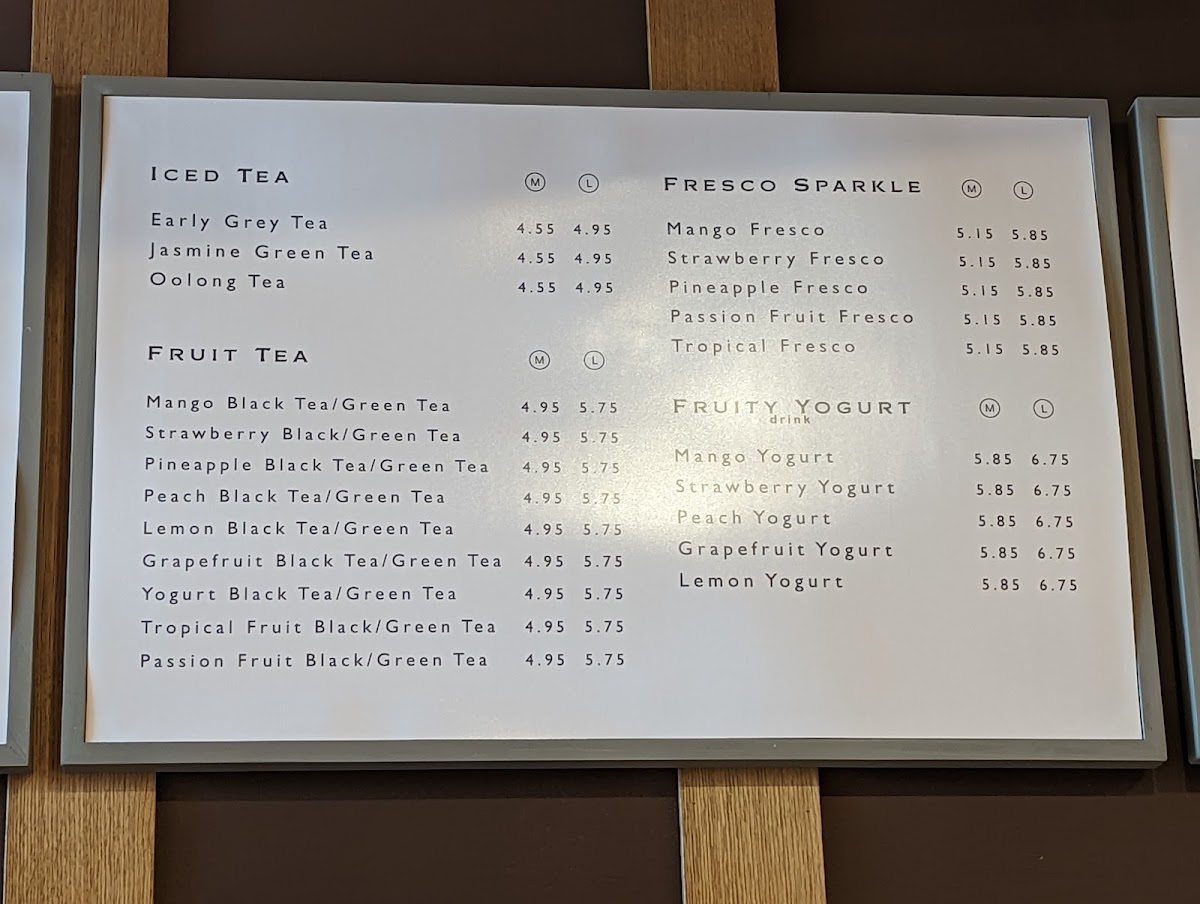 ICED TEA M L
Early Grey Tea 4.55 4.95
Jasmine Green Tea 4.55 4.95
Oolong Tea 4.55 4.95
FRUIT TEA M L
Mango Black Tea/Green Tea 4.95 5.75
Strawberry Black/Green Tea 4.95 5.75
Pineapple Black Tea/Green Tea 4.95 5.75
Peach Black Tea/Green Tea 4.95 5.75
Lemon Black Tea/Green Tea 4.95 5.75
Grapefruit Black Tea/Green Tea 4.95 5.75
Yogurt Black Tea/Green Tea 4.95 5.75
Tropical Fruit Black/Green Tea 4.95 5.75
Passion Fruit Black/Green Tea 4.95 5.75
FRESCO SPARKLE M L
Mango Fresco 5.15 5.85
Strawberry Fresco 5.15 5.85
Pineapple Fresco 5.15 5.85
Passion Fruit Fresco 5.15 5.85
Tropical Fresco 5.15 5.85
FRUITY YOGURT M L
drink
Mango Yogurt 5.85 6.75
Strawberry Yogurt 5.85 6.75
Peach Yogurt 5.85 6.75
Grapefruit Yogurt 5.85 6.75
Lemon Yogurt 5.85 6.75